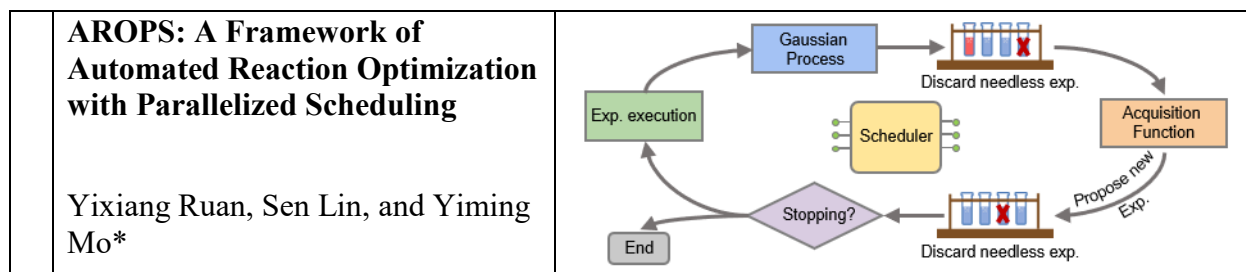 AROPS: A Framework of
Automated Reaction Optimization
with Parallelized Scheduling
Yixiang Ruan, Sen Lin, and Yiming
Mo*
Gaussian
Process
Discard needless exp.
Exp. execution
Scheduler
Acquisition
Function
Propose new
Exp.
Stopping?
Discard needless exp.
End